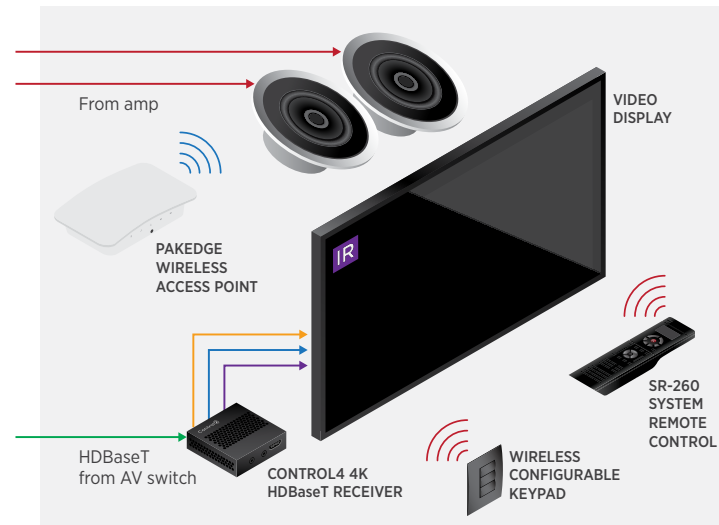 From amp
VIDEO
DISPLAY
PAKEDGE
WIRELESS
ACCESS POINT
IR
SR-260
SYSTEM
REMOTE
CONTROL
HDBaseT
from AV switch
Control4
CONTROL4 4K
HDBaseT RECEIVER
WIRELESS
CONFIGURABLE
KEYPAD